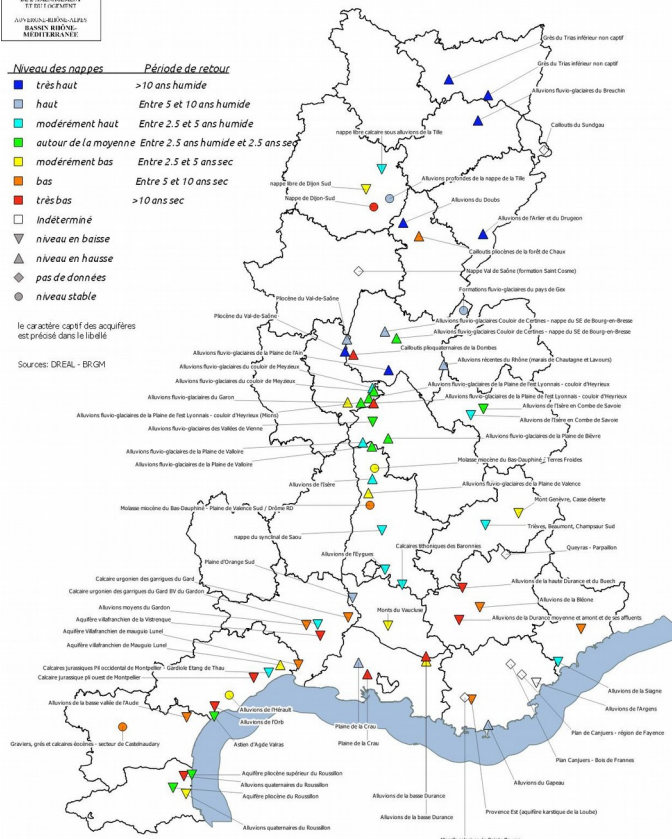 ET DU LOGEMENT
AUVERGNE-RHÔNE-ALPES
BASSIN RHÔNE-
MÉDITERRANÉE
Niveau des nappes Période de retour
très haut >10 ans humide
haut Entre 5 et 10 ans humide
modérément haut Entre 2.5 et 5 ans humide
autour de la moyenne Entre 2.5 ans humide et 2.5 ans sec
modérément bas Entre 2.5 et 5 ans sec
bas Entre 5 et 10 ans sec
très bas >10 ans sec
Indéterminé
niveau en baisse
niveau en hausse
pas de données
niveau stable
le caractère captif des aquifères
est précisé dans le libellé
Sources: DREAL - BRGM
Grès du Trias inférieur non captif
Grès du Trias inférieur non captif
Alluvions fluvio-glaciaires du Breuchin
Cailloutis du Sundgau
nappe libre calcaire sous alluvions de la Tille
Alluvions profondes de la nappe de la Tille
nappe libre de Dijon Sud
Nappe de Dijon-Sud
Alluvions du Doubs
Alluvions de l'Arlier et du Drugeon
Cailloutis pliocènes de la forêt de Chaux
Nappe Val de Saône (formation Saint Cosme)
Formations fluvio-glaciaires du pays de Gex
Pliocène du Val-de-Saône
Pliocène du Val-de-Saône
Alluvions fluvio-glaciaires Couloir de Certines - nappe du SE de Bourg-en-Bresse
Alluvions fluvio-glaciaires Couloir de Certines - nappe du SE de Bourg-en-Bresse
Cailloutis plioquaternaires de la Dombes
Alluvions fluvio-glaciaires de la Plaine de l'Ain
Alluvions récentes du Rhône (marais de Chautagne et Lavours)
Alluvions fluvio-glaciaires du couloir de Meyzieux
Alluvions fluvio-glaciaires du couloir de Meyzieux
Alluvions fluvio-glaciaires de la Plaine de l'est Lyonnais - couloir d'Heyrieux
Alluvions fluvio-glaciaires du Garon
Alluvions fluvio-glaciaires de la Plaine de l'est Lyonnais - couloir d'Heyrieux
Alluvions de l'Isère en Combe de Savoie
Alluvions fluvio-glaciaires de la Plaine de l'est Lyonnais - couloir d'Heyrieux (Mions)
Alluvions de l'Isère en Combe de Savoie
Alluvions fluvio-glaciaires des Vallées de Vienne
Alluvions fluvio-glaciaires de la Plaine de Bièvre
Alluvions fluvio-glaciaires de la Plaine de Valloire
Alluvions fluvio-glaciaires de la Plaine de Valloire
Molasse miocène du Bas-Dauphiné : Terres Froides
Alluvions de l'Isère
Alluvions fluvio-glaciaires de la Plaine de Valence
Mont Genèvre, Casse déserte
Molasse miocène du Bas-Dauphiné - Plaine de Valence Sud / Drôme RD
Trièves, Beaumont, Champsaur Sud
nappe du synclinal de Saou
Calcaires tithoniques des Baronnies
Queyras - Parpaillon
Alluvions de l'Eygues
Plaine d'Orange Sud
Calcaire urgonien des garrigues du Gard
Alluvions de la haute Durance et du Buech
Calcaire urgonien des garrigues du Gard BV du Gardon
Alluvions de la Bléone
Alluvions moyens du Gardon
Monts du Vaucluse
Aquifère villafranchien de la Vistrenque
Alluvions de la Durance moyenne et amont et de ses affluents
Aquifère villafranchien de mauguio Lunel
Aquifère Villafranchien de Mauguio Lunel
Calcaires jurassiques Pli occidental de Montpellier - Gardiole Etang de Thau
Calcaire jurassique pli ouest de Montpellier
Alluvions de la Siagne
Alluvions de la basse vallée de l'Aude
Alluvions de l'Hérault
Alluvions de l'Argens
Alluvions de l'Orb
Plaine de la Crau
Plan de Canjuers - région de Fayence
Graviers, grés et calcaires éocènes - secteur de Castelnaudary
Astien d'Agde Valras
Plaine de la Crau
Plan Canjuers - Bois de Frannes
Aquifère pliocène supérieur du Roussillon
Alluvions quaternaires du Roussillon
Alluvions du Gapeau
Aquifère pliocène du Roussillon
Alluvions de la basse Durance
Provence Est (aquifère karstique de la Loube)
Alluvions de la basse Durance
Alluvions quaternaires du Roussillon